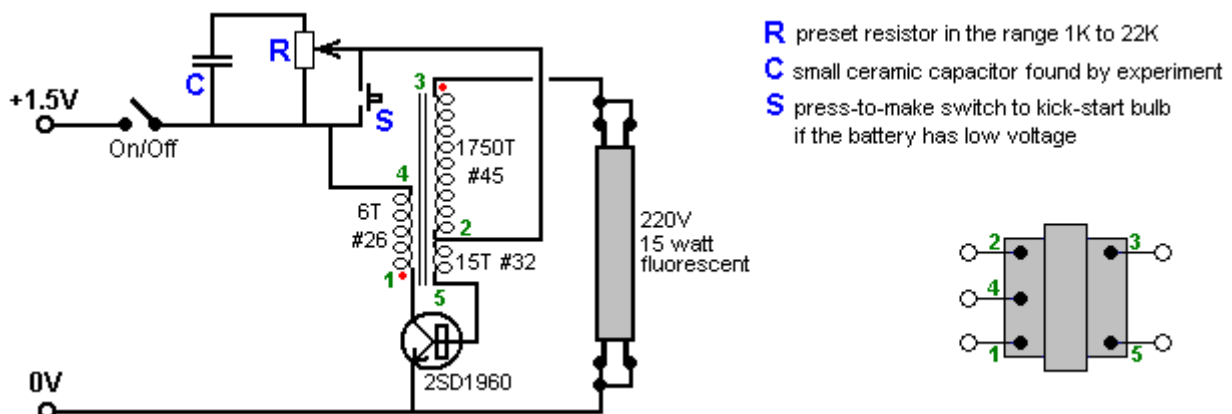 R preset resistor in the range 1K to 22K
C small ceramic capacitor found by experiment
S press-to-make switch to kick-start bulb
if the battery has low voltage
R
C
S
+1.5V
On/Off
3
1750T
#45
4
6T
#26
2
15T #32
1
5
220V
15 watt
fluorescent
2SD1960
0V
2
3
4
1
5